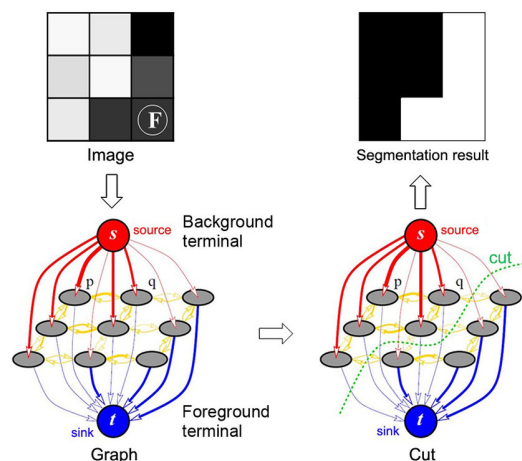 F
Image
Segmentation result
s
source
Background
terminal
p
q
sink
t
Foreground
terminal
Graph
s
source
cut
p
q
sink
t
Cut